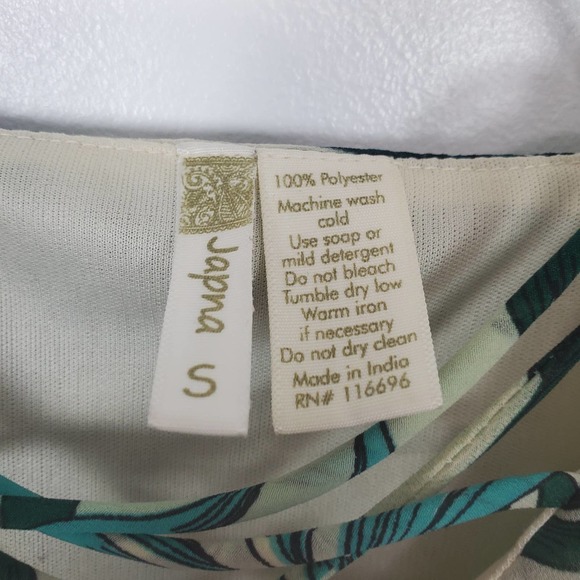 Japna
S
100% Polyester
Machine wash
cold
Use soap or
mild detergent
Do not bleach
Tumble dry low
Warm iron
if necessary
Do not dry clean
Made in India
RN# 116696